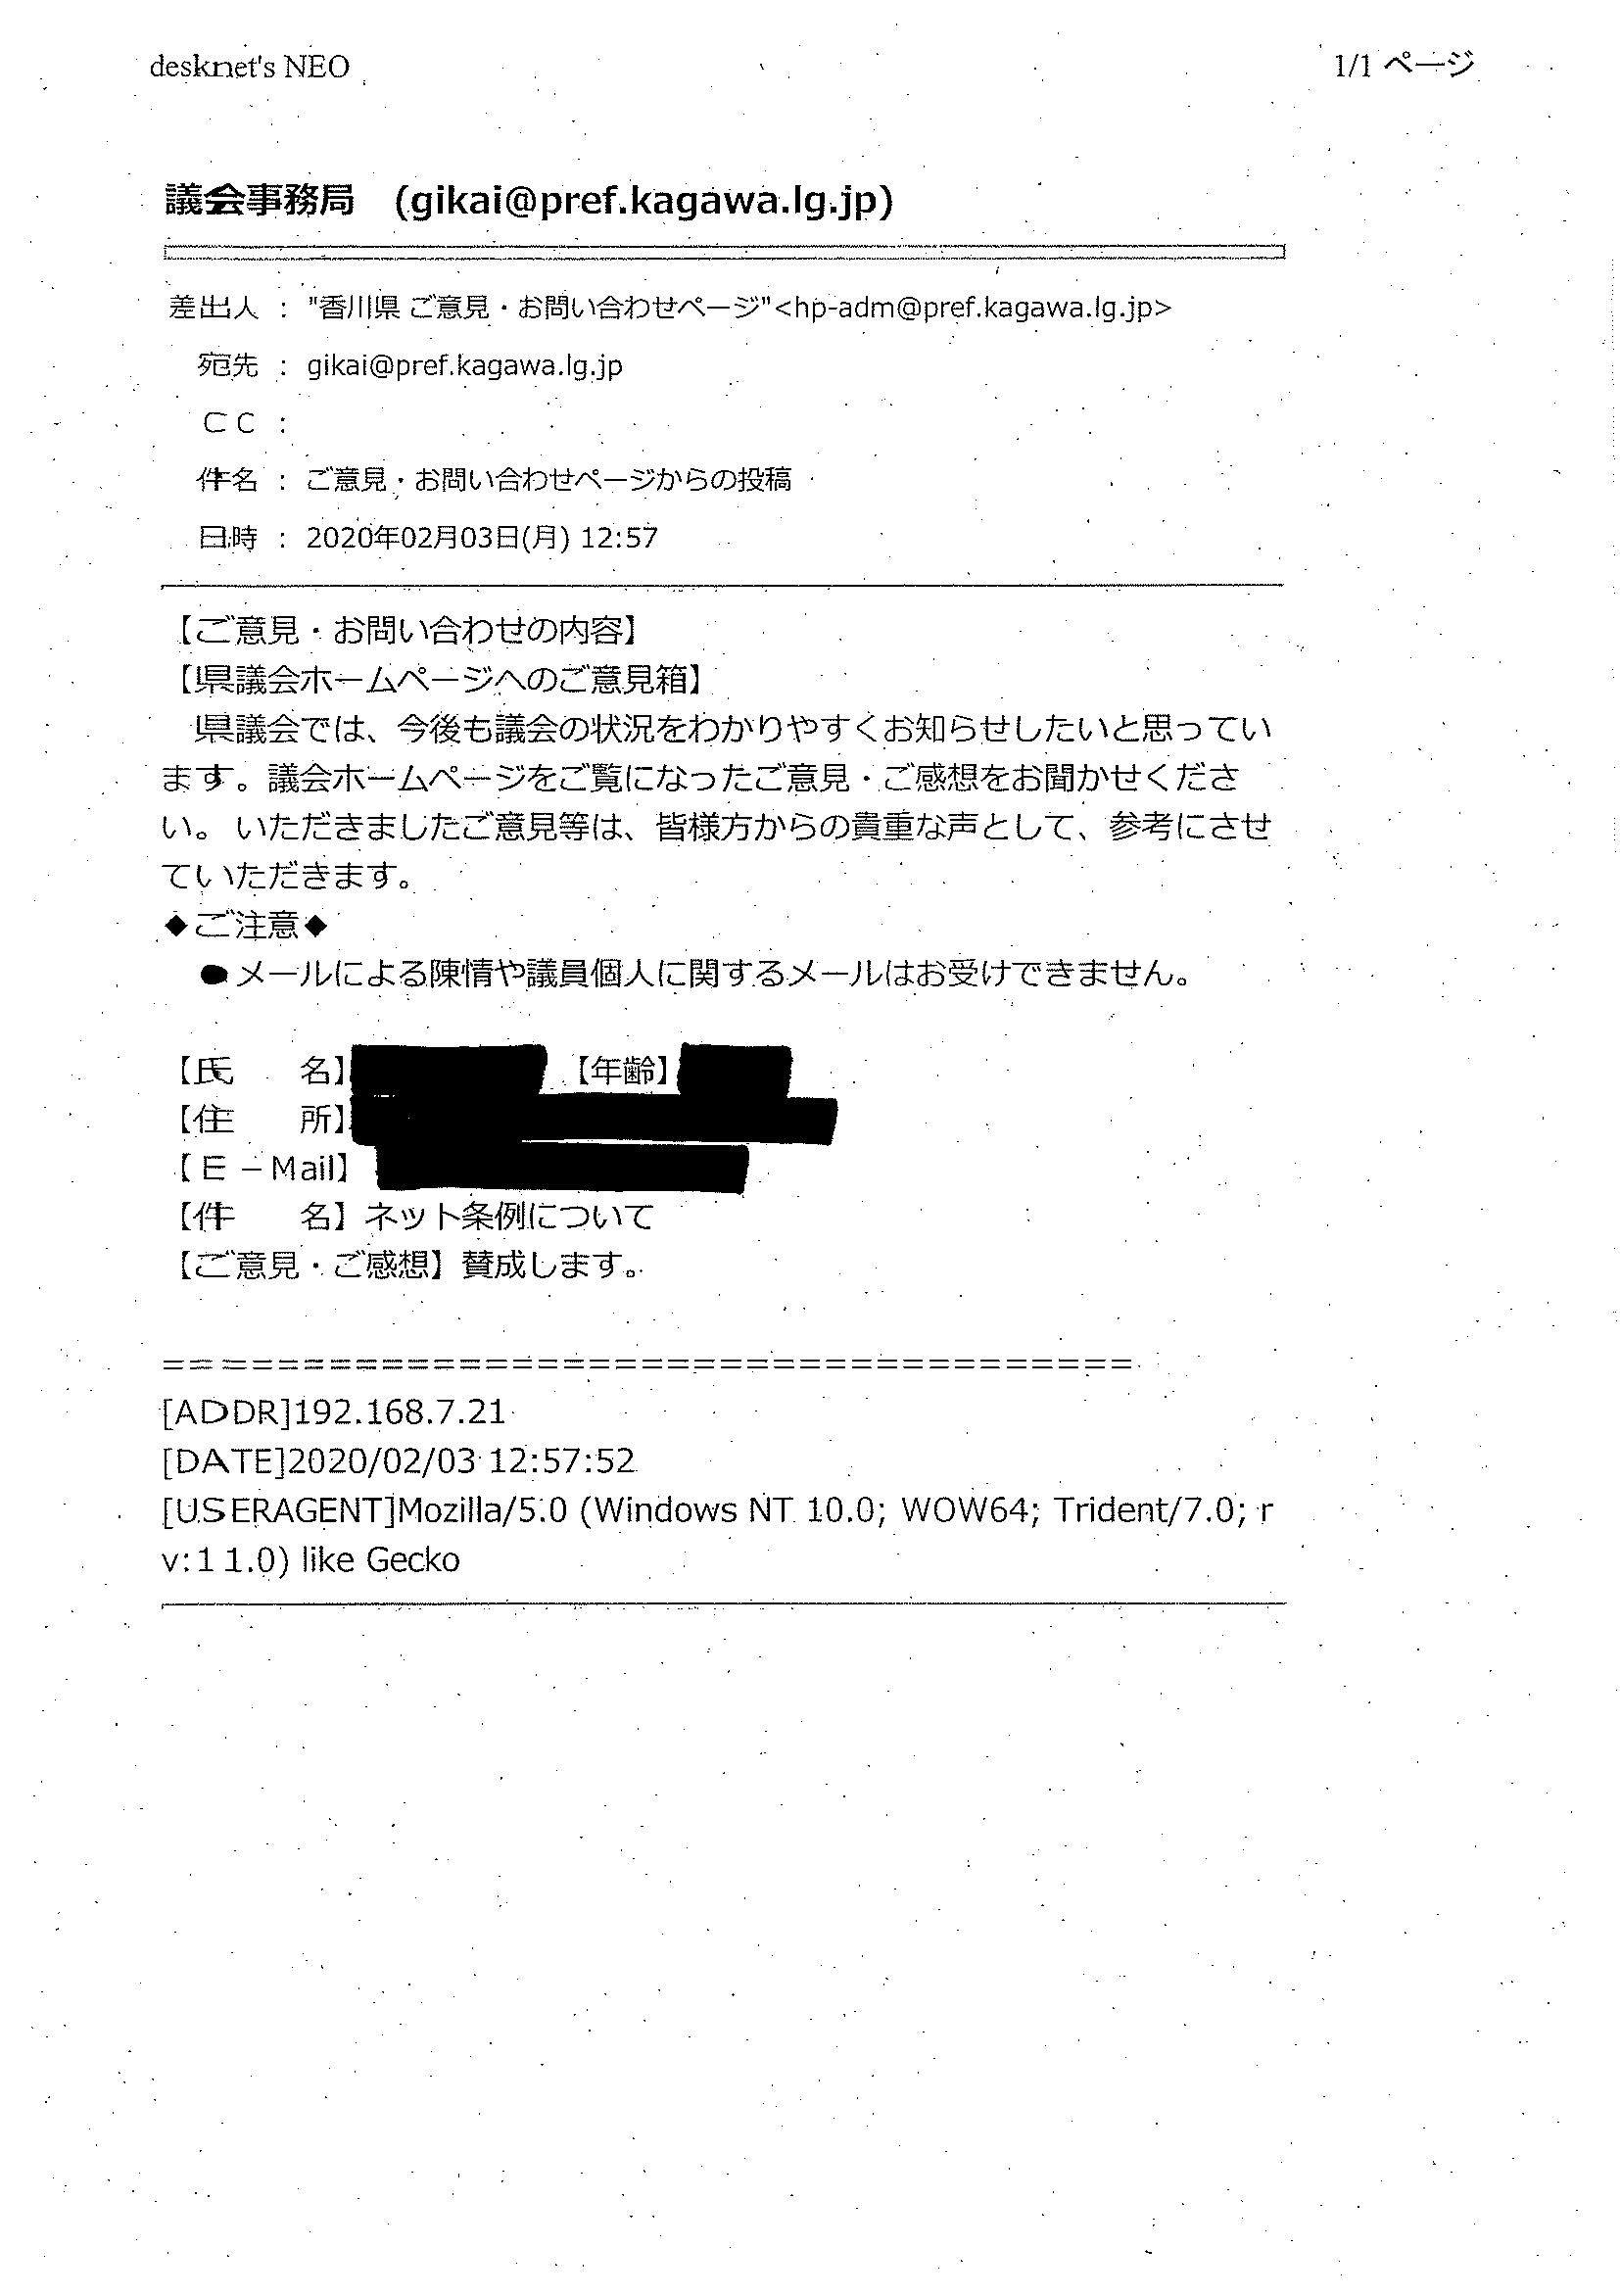 desknet's NEO
1/1 ページ
議会事務局　(gikai@pref.kagawa.lg.jp)
差出人 : "香川県 ご意見・お問い合わせページ"<hp-adm@pref.kagawa.lg.jp>
宛先 : gikai@pref.kagawa.lg.jp
ＣＣ :
件名 : ご意見・お問い合わせページからの投稿
日時 : 2020年02月03日(月) 12:57
【ご意見・お問い合わせの内容】
【県議会ホームページへのご意見箱】
　県議会では、今後も議会の状況をわかりやすくお知らせしたいと思ってい
ます。議会ホームページをご覧になったご意見・ご感想をお聞かせくださ
い。 いただきましたご意見等は、皆様方からの貴重な声として、参考にさせ
ていただきます。
◆ご注意◆
　●メールによる陳情や議員個人に関するメールはお受けできません。
【氏　　名】　【年齢】
【住　　所】
【Ｅ－Mail】
【件　　名】ネット条例について
【ご意見・ご感想】賛成します。
======================================
[ADDR]192.168.7.21
[DATE]2020/02/03 12:57:52
[USERAGENT]Mozilla/5.0 (Windows NT 10.0; WOW64; Trident/7.0; r
v:11.0) like Gecko